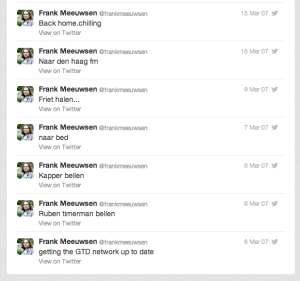 Frank Meeuwsen @frankmeeuwsen 15 Mar 07
Back home.chilling
View on Twitter
Frank Meeuwsen @frankmeeuwsen 15 Mar 07
Naar den haag fm
View on Twitter
Frank Meeuwsen @frankmeeuwsen 9 Mar 07
Friet halen...
View on Twitter
Frank Meeuwsen @frankmeeuwsen 7 Mar 07
naar bed
View on Twitter
Frank Meeuwsen @frankmeeuwsen 6 Mar 07
Kapper bellen
View on Twitter
Frank Meeuwsen @frankmeeuwsen 6 Mar 07
Ruben timerman bellen
View on Twitter
Frank Meeuwsen @frankmeeuwsen 6 Mar 07
getting the GTD network up to date
View on Twitter